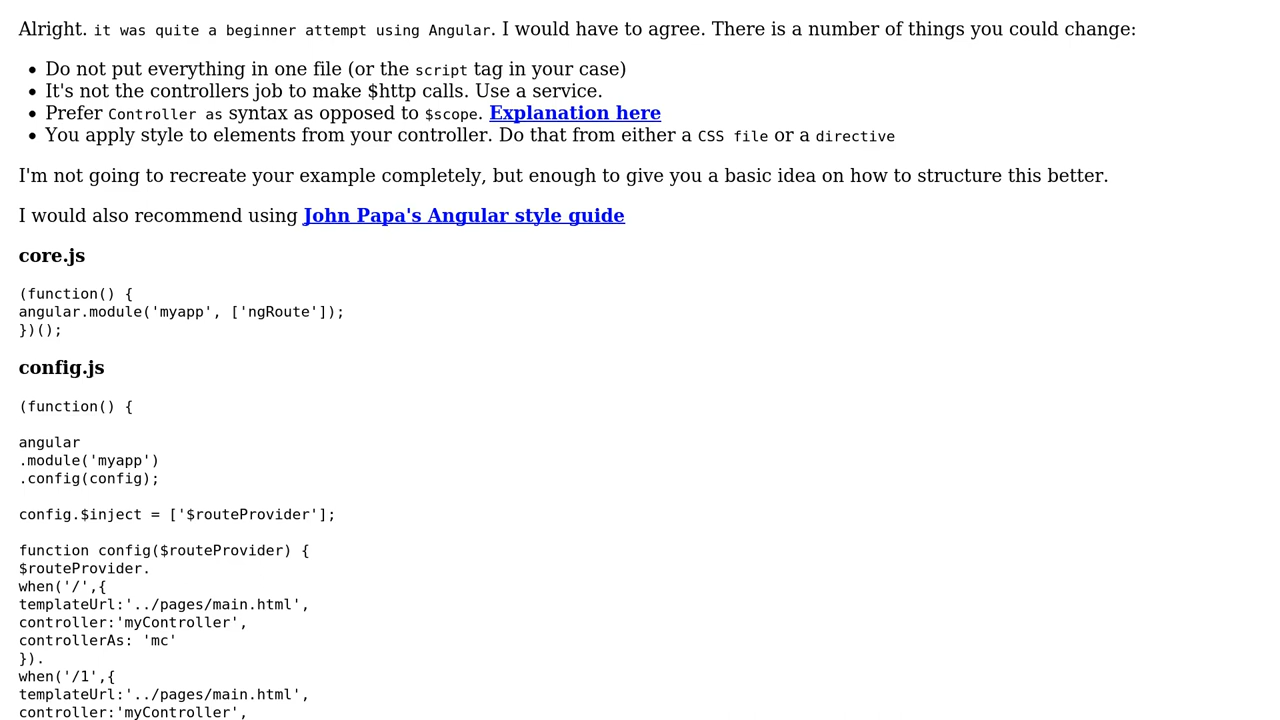 Alright. it was quite a beginner attempt using Angular. I would have to agree. There is a number of things you could change:
• Do not put everything in one file (or the script tag in your case)
• It's not the controllers job to make $http calls. Use a service.
• Prefer Controller as syntax as opposed to $scope. Explanation here
• You apply style to elements from your controller. Do that from either a CSS file or a directive
I'm not going to recreate your example completely, but enough to give you a basic idea on how to structure this better.
I would also recommend using John Papa's Angular style guide
core.js
(function() {
angular.module('myapp', ['ngRoute']);
})();
config.js
(function() {
angular
.module('myapp')
.config(config);
config.$inject = ['$routeProvider'];
function config($routeProvider) {
$routeProvider.
when('/',{
templateUrl:'../pages/main.html',
controller:'myController',
controllerAs: 'mc'
}).
when('/1',{
templateUrl:'../pages/main.html',
controller:'myController',